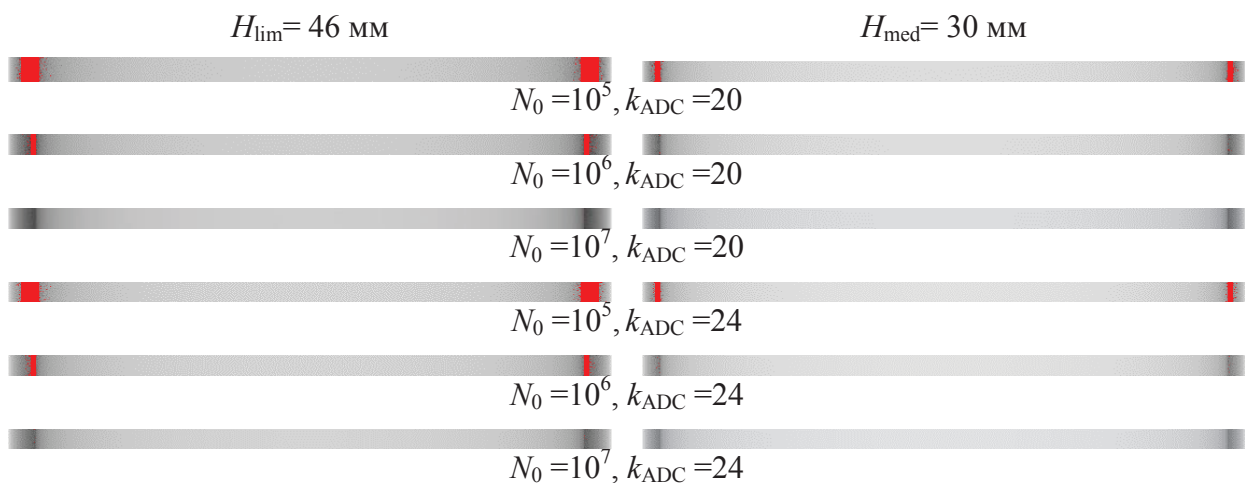 H_lim= 46 мм H_med= 30 мм
N_0 =10^5, k_ADC =20
N_0 =10^6, k_ADC =20
N_0 =10^7, k_ADC =20
N_0 =10^5, k_ADC =24
N_0 =10^6, k_ADC =24
N_0 =10^7, k_ADC =24